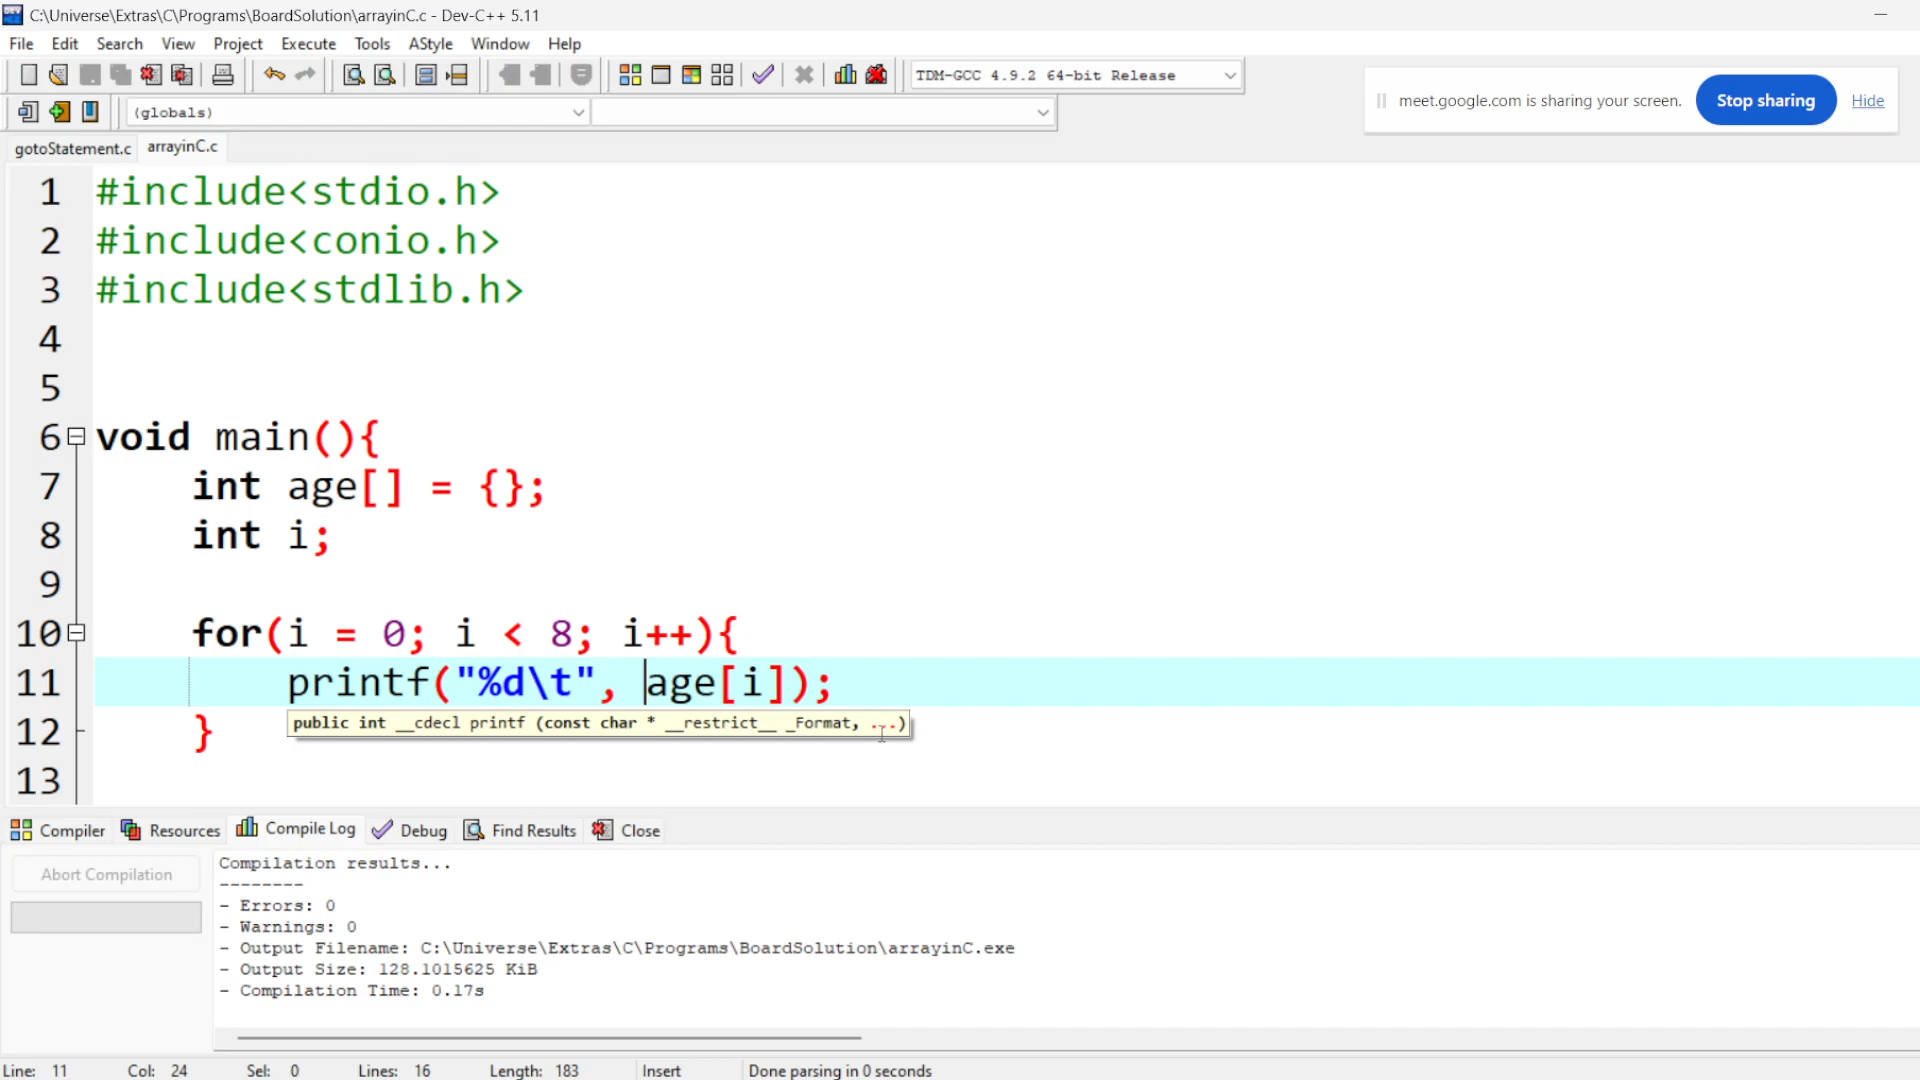 C:\Universe\Extras\C\Programs\BoardSolution\arrayinC.c - Dev-C++ 5.11
File Edit Search View Project Execute Tools AStyle Window Help
TDM-GCC 4.9.2 64-bit Release
meet.google.com is sharing your screen. Stop sharing Hide
(globals)
gotoStatement.c arrayinC.c
1 #include<stdio.h>
2 #include<conio.h>
3 #include<stdlib.h>
4
5
6 void main(){
7 int age[] = {};
8 int i;
9
10 for(i = 0; i < 8; i++){
11 printf("%d\t", age[i]);
public int __cdecl printf (const char * __restrict__ _Format, ...)
12 }
13
Compiler Resources Compile Log Debug Find Results Close
Abort Compilation
Compilation results...
--------
- Errors: 0
- Warnings: 0
- Output Filename: C:\Universe\Extras\C\Programs\BoardSolution\arrayinC.exe
- Output Size: 128.1015625 KiB
- Compilation Time: 0.17s
Line: 11 Col: 24 Sel: 0 Lines: 16 Length: 183 Insert Done parsing in 0 seconds